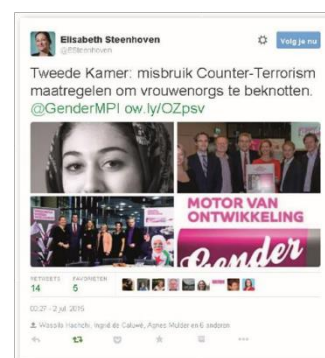 Elisabeth Steenhoven
@ESteenhoven
Volg je nu
Tweede Kamer: misbruik Counter-Terrorism
maatregelen om vrouwenorgs te beknotten.
@GenderMPI ow.ly/OZpsv
MOTOR VAN
ONTWIKKELING
Gender
RETWEETS
FAVORIETEN
14
5
02:27 - 2 jul. 2015
Wassila Hachchi, Ingrid de Caluwé, Agnes Mulder en 6 anderen